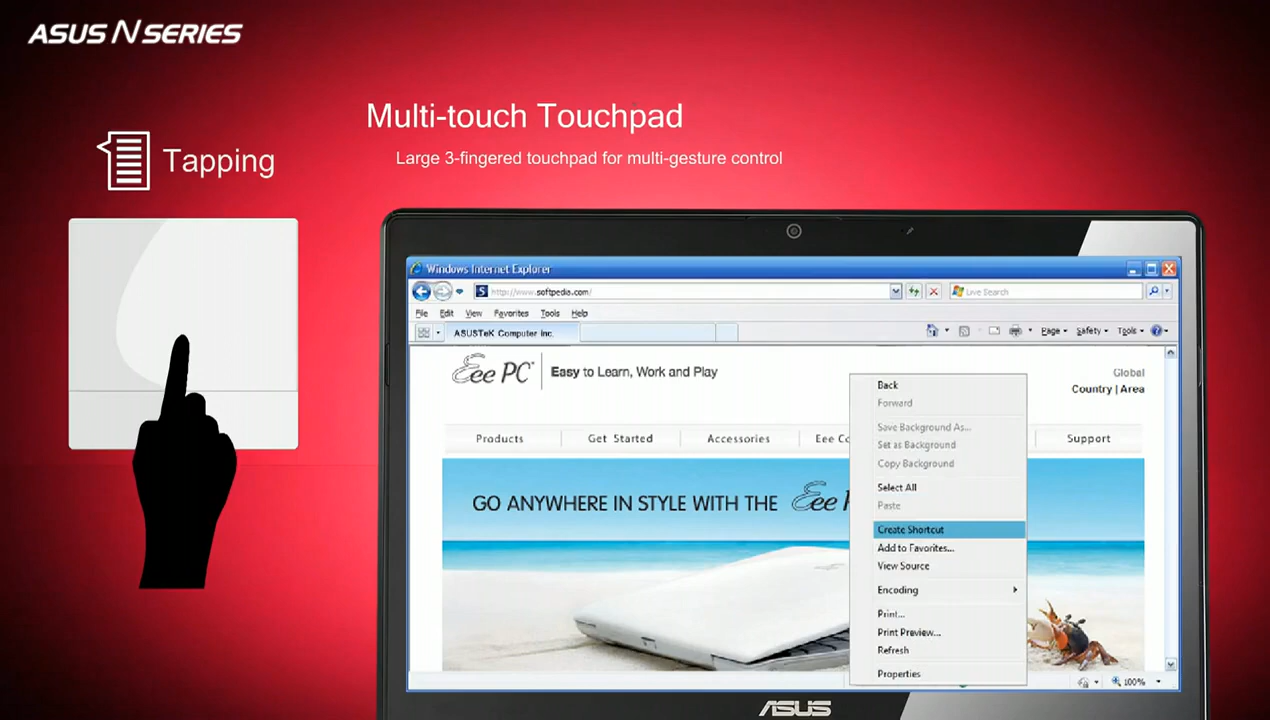 ASUS N SERIES
Multi-touch Touchpad
Large 3-fingered touchpad for multi-gesture control
Tapping
Windows Internet Explorer
http://www.softpedia.com/
Live Search
File Edit View Favorites Tools Help
ASUSTeK Computer Inc.
Page Safety Tools
Eee PC
Easy to Learn, Work and Play
Global
Country | Area
Products Get Started Accessories Eee Co Support
GO ANYWHERE IN STYLE WITH THE Eee P
Back
Forward
Save Background As...
Set as Background
Copy Background
Select All
Paste
Create Shortcut
Add to Favorites...
View Source
Encoding
Print...
Print Preview...
Refresh
Properties
100%
ASUS